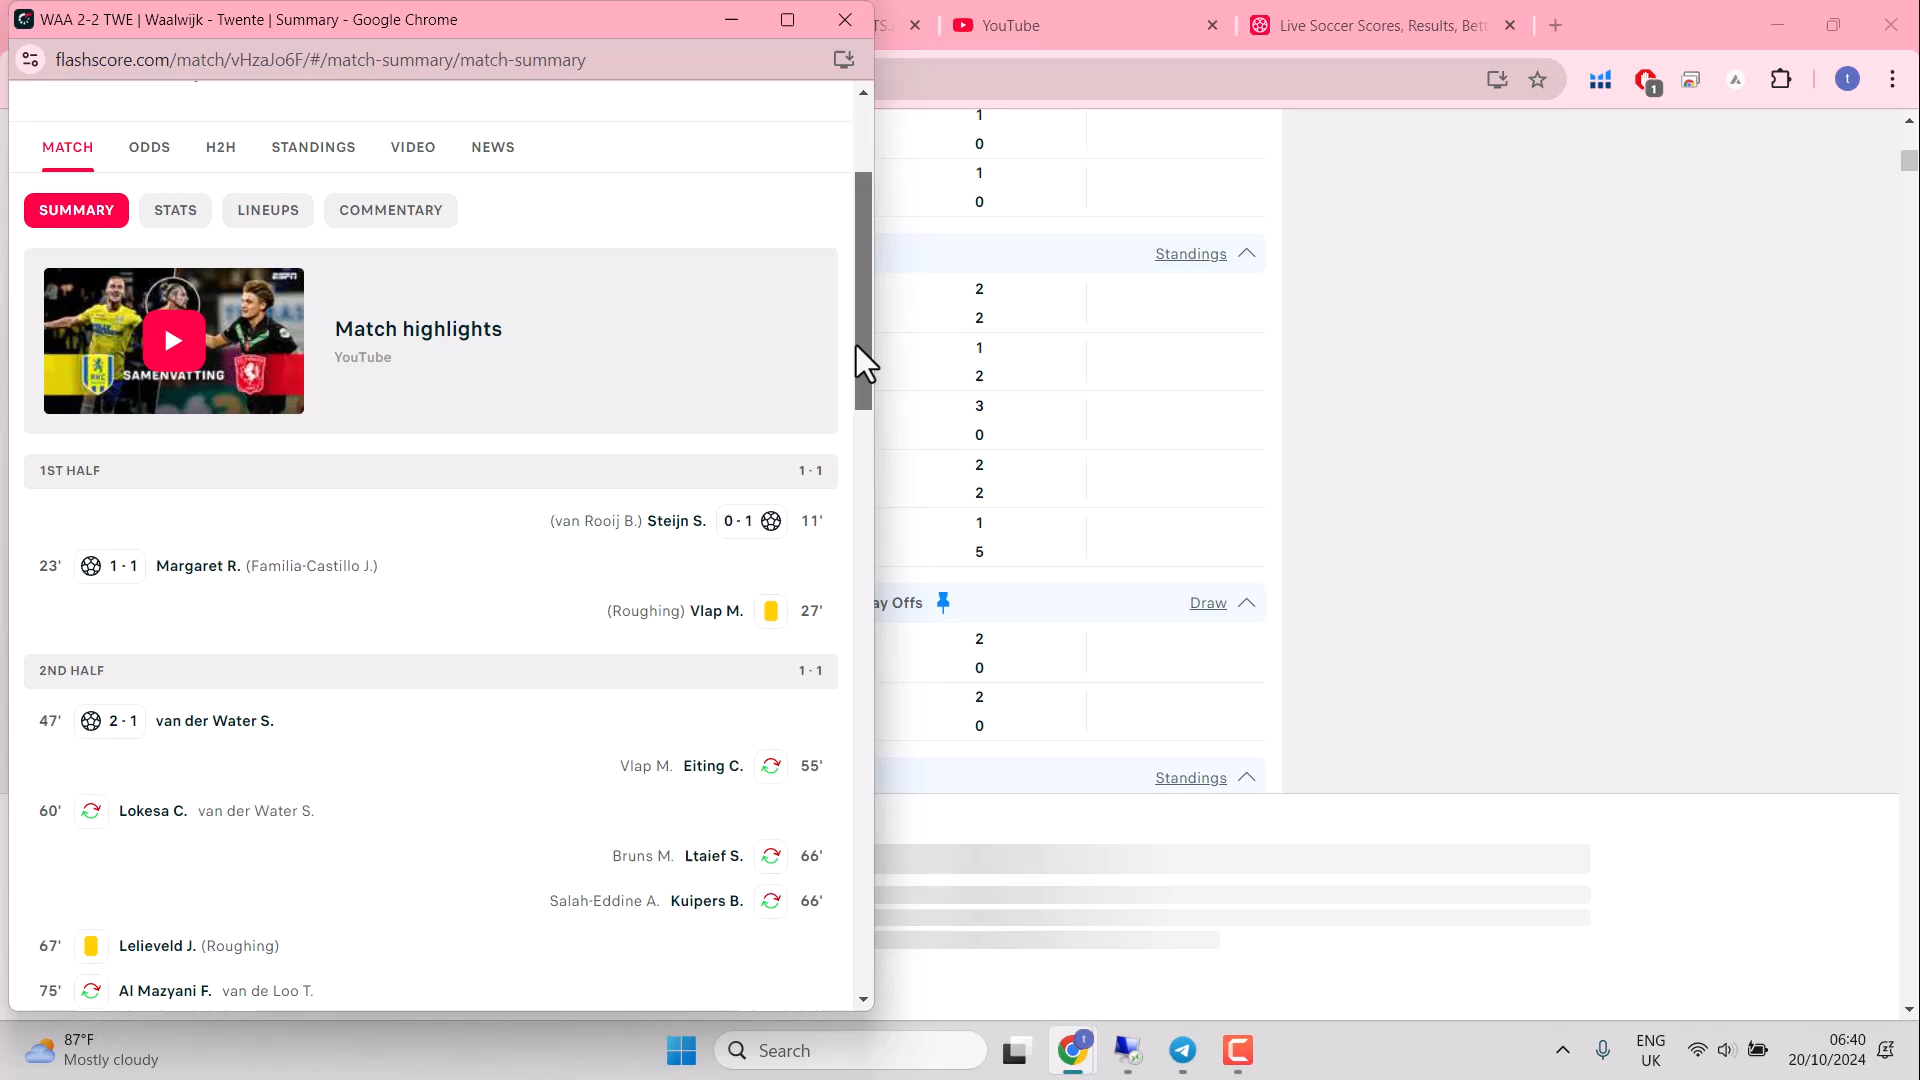 WAA 2-2 TWE | Waalwijk - Twente | Summary - Google Chrome
flashscore.com/match/vHzaJo6F/#/match-summary/match-summary
MATCH ODDS H2H STANDINGS VIDEO NEWS
SUMMARY STATS LINEUPS COMMENTARY
ESPN
SAMENVATTING
Match highlights
YouTube
1ST HALF 1 - 1
(van Rooij B.) Steijn S. 0 - 1 11'
23' 1 - 1 Margaret R. (Familia-Castillo J.)
(Roughing) Vlap M. 27'
2ND HALF 1 - 1
47' 2 - 1 van der Water S.
Vlap M. Eiting C. 55'
60' Lokesa C. van der Water S.
Bruns M. Ltaief S. 66'
Salah-Eddine A. Kuipers B. 66'
67' Lelieveld J. (Roughing)
75' Al Mazyani F. van de Loo T.
YouTube
Live Soccer Scores, Results, Bett
1
t
1
0
1
0
Standings
2
2
1
2
3
0
2
2
1
5
ay Offs Draw
2
0
2
0
Standings
87°F
Mostly cloudy
Search
t
ENG
UK
06:40
20/10/2024